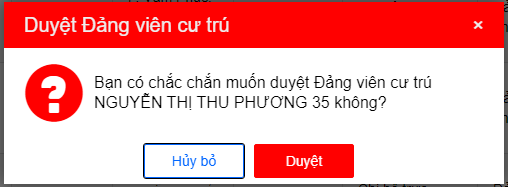 Duyệt Đảng viên cư trú ×
Bạn có chắc chắn muốn duyệt Đảng viên cư trú
NGUYỄN THỊ THU PHƯƠNG 35 không?
Hủy bỏ Duyệt